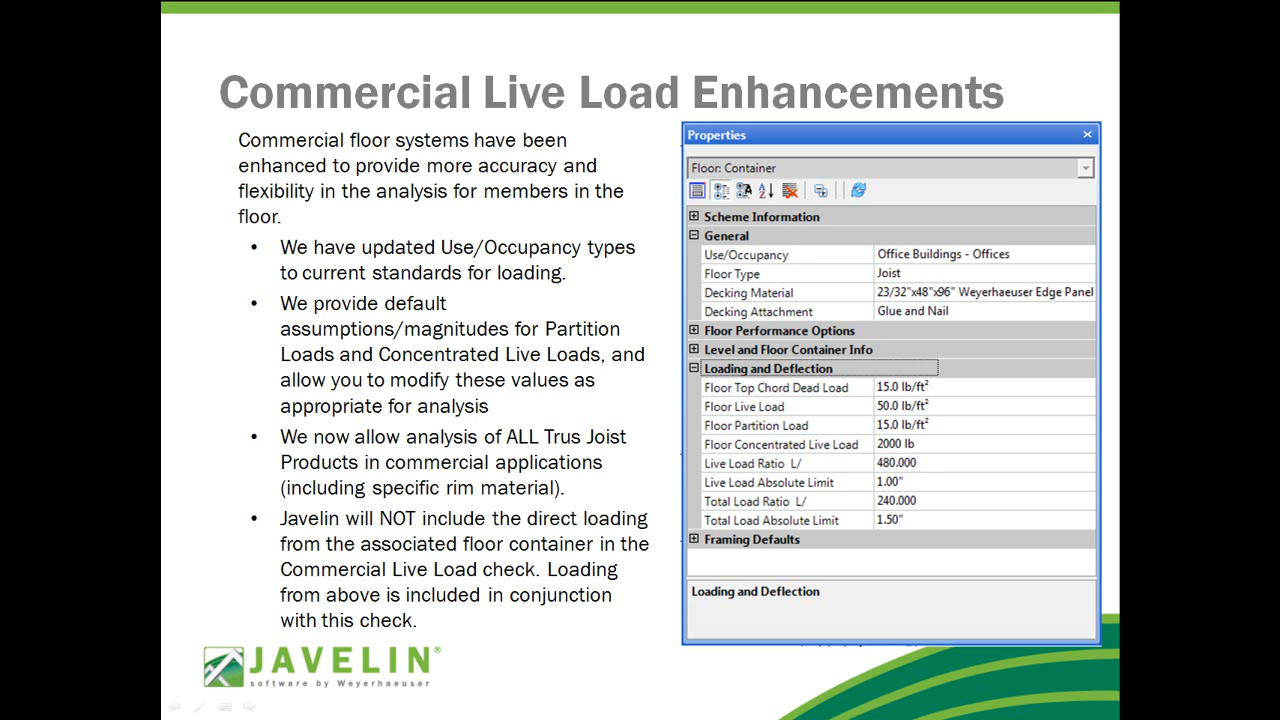 Commercial Live Load Enhancements
Commercial floor systems have been
enhanced to provide more accuracy and
flexibility in the analysis for members in the
floor.
• We have updated Use/Occupancy types
to current standards for loading.
• We provide default
assumptions/magnitudes for Partition
Loads and Concentrated Live Loads, and
allow you to modify these values as
appropriate for analysis
• We now allow analysis of ALL Trus Joist
Products in commercial applications
(including specific rim material).
• Javelin will NOT include the direct loading
from the associated floor container in the
Commercial Live Load check. Loading
from above is included in conjunction
with this check.
Properties
Floor: Container
Scheme Information
General
Use/Occupancy Office Buildings - Offices
Floor Type Joist
Decking Material 23/32"x48"x96" Weyerhaeuser Edge Panel
Decking Attachment Glue and Nail
Floor Performance Options
Level and Floor Container Info
Loading and Deflection
Floor Top Chord Dead Load 15.0 lb/ft²
Floor Live Load 50.0 lb/ft²
Floor Partition Load 15.0 lb/ft²
Floor Concentrated Live Load 2000 lb
Live Load Ratio L/ 480.000
Live Load Absolute Limit 1.00"
Total Load Ratio L/ 240.000
Total Load Absolute Limit 1.50"
Framing Defaults
Loading and Deflection
JAVELIN®
software by Weyerhaeuser